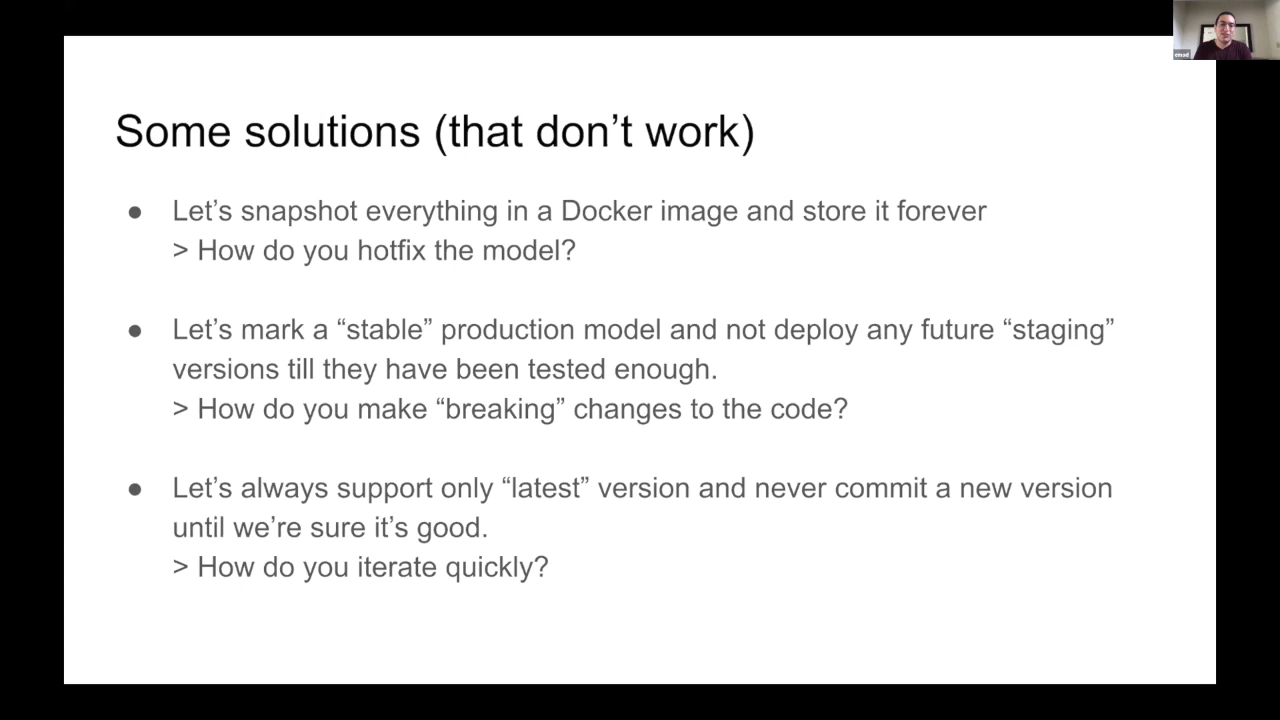 Some solutions (that don’t work)
● Let’s snapshot everything in a Docker image and store it forever
> How do you hotfix the model?
● Let’s mark a “stable” production model and not deploy any future “staging”
versions till they have been tested enough.
> How do you make “breaking” changes to the code?
● Let’s always support only “latest” version and never commit a new version
until we’re sure it’s good.
> How do you iterate quickly?